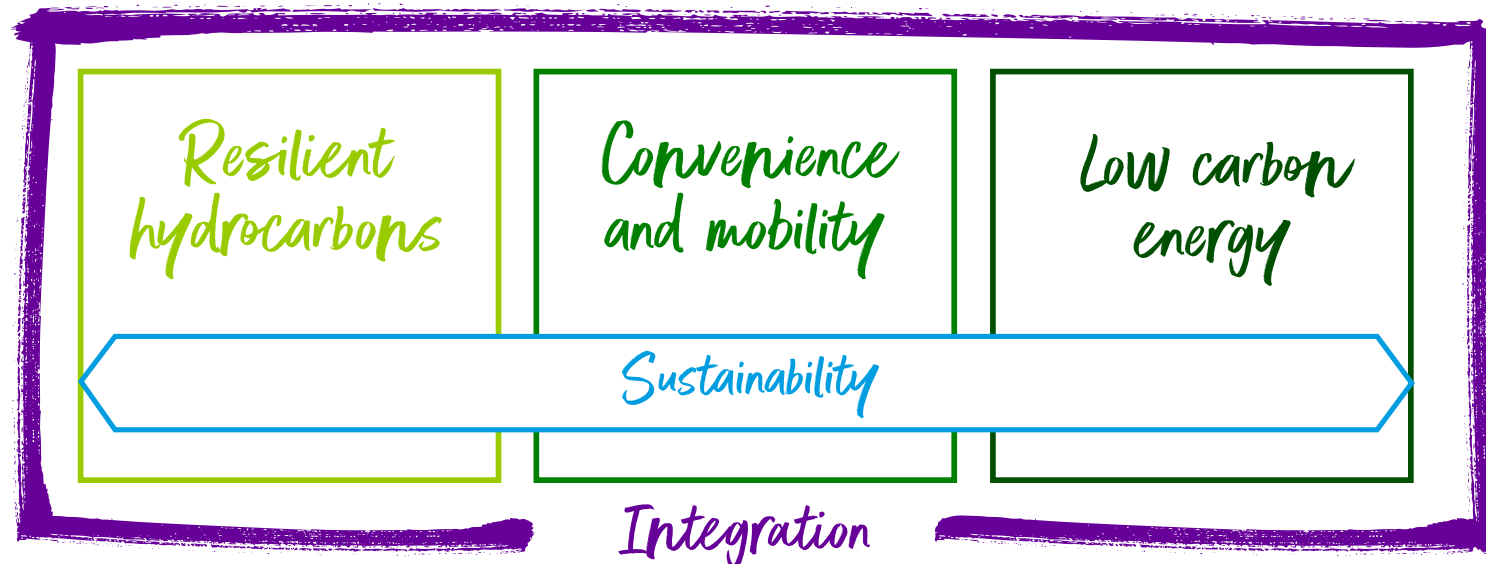 Resilient
hydrocarbons
Convenience
and mobility
Low carbon
energy
Sustainability
Integration